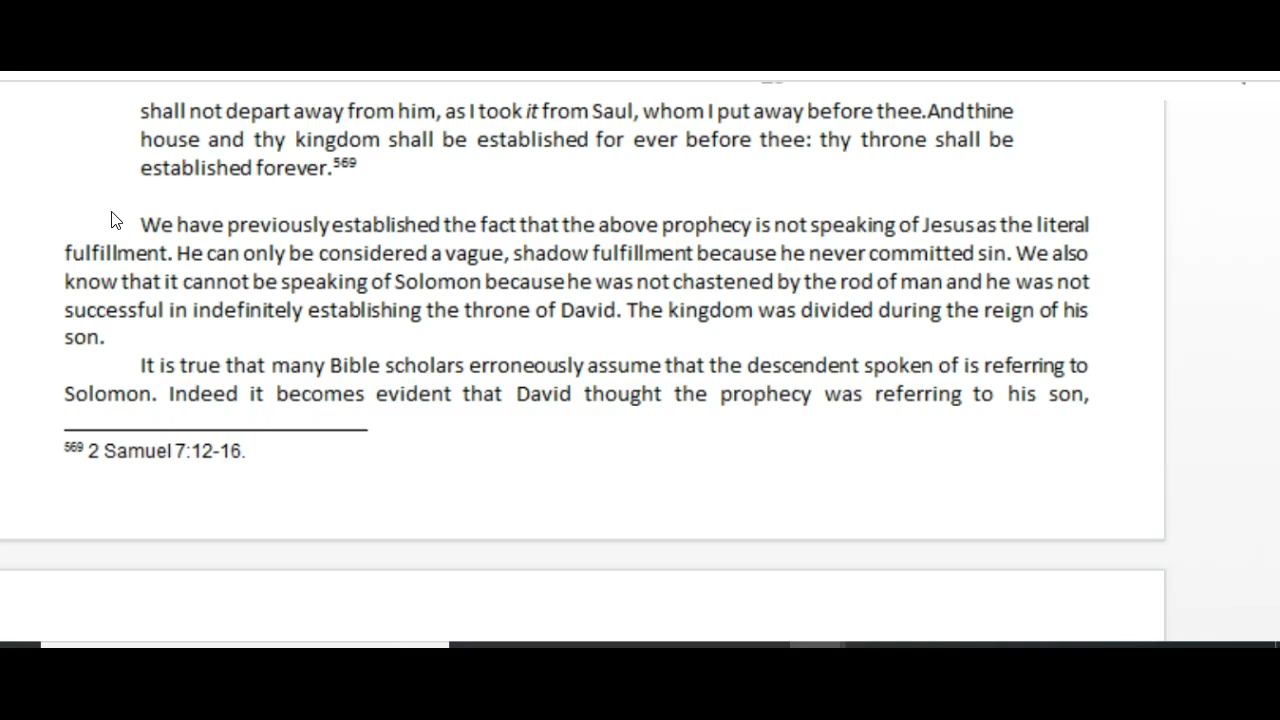 shall not depart away from him, as I took it from Saul, whom I put away before thee.And thine
house and thy kingdom shall be established for ever before thee: thy throne shall be
established forever.569
We have previously established the fact that the above prophecy is not speaking of Jesus as the literal
fulfillment. He can only be considered a vague, shadow fulfillment because he never committed sin. We also
know that it cannot be speaking of Solomon because he was not chastened by the rod of man and he was not
successful in indefinitely establishing the throne of David. The kingdom was divided during the reign of his
son.
It is true that many Bible scholars erroneously assume that the descendent spoken of is referring to
Solomon. Indeed it becomes evident that David thought the prophecy was referring to his son,
569 2 Samuel 7:12-16.